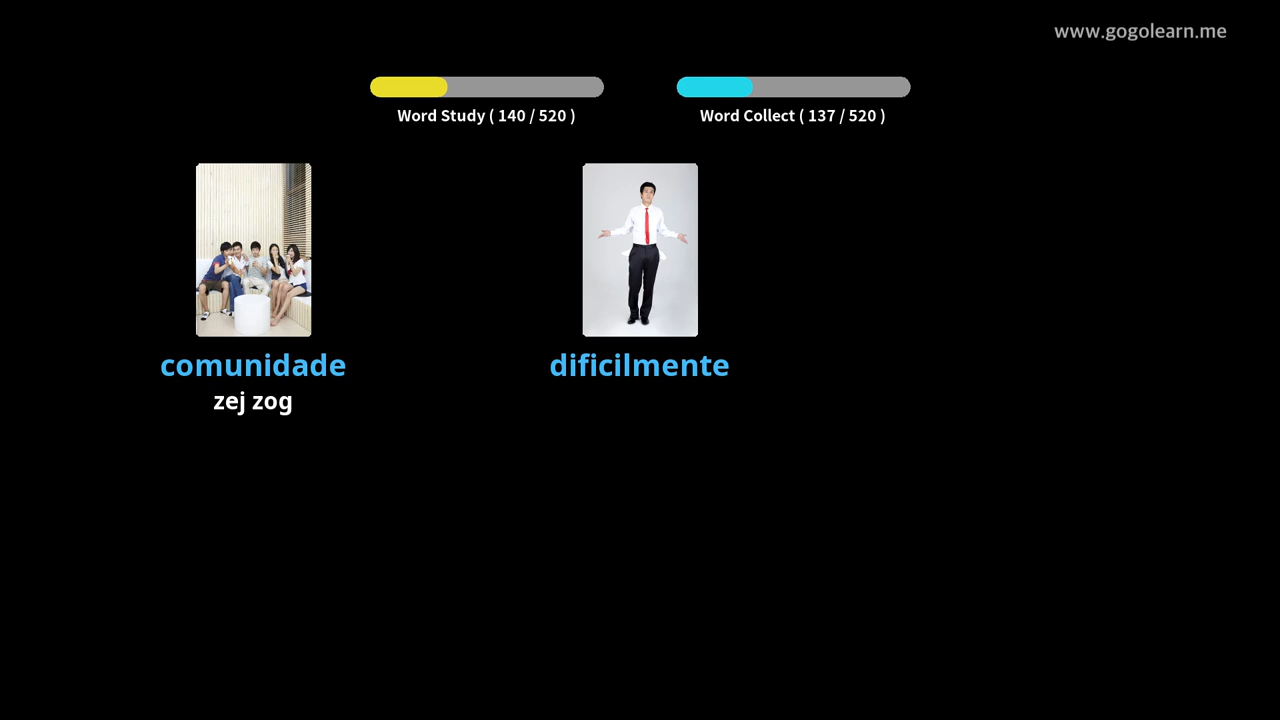 www.gogolearn.me
Word Study ( 140 / 520 )
Word Collect ( 137 / 520 )
comunidade
zej zog
dificilmente